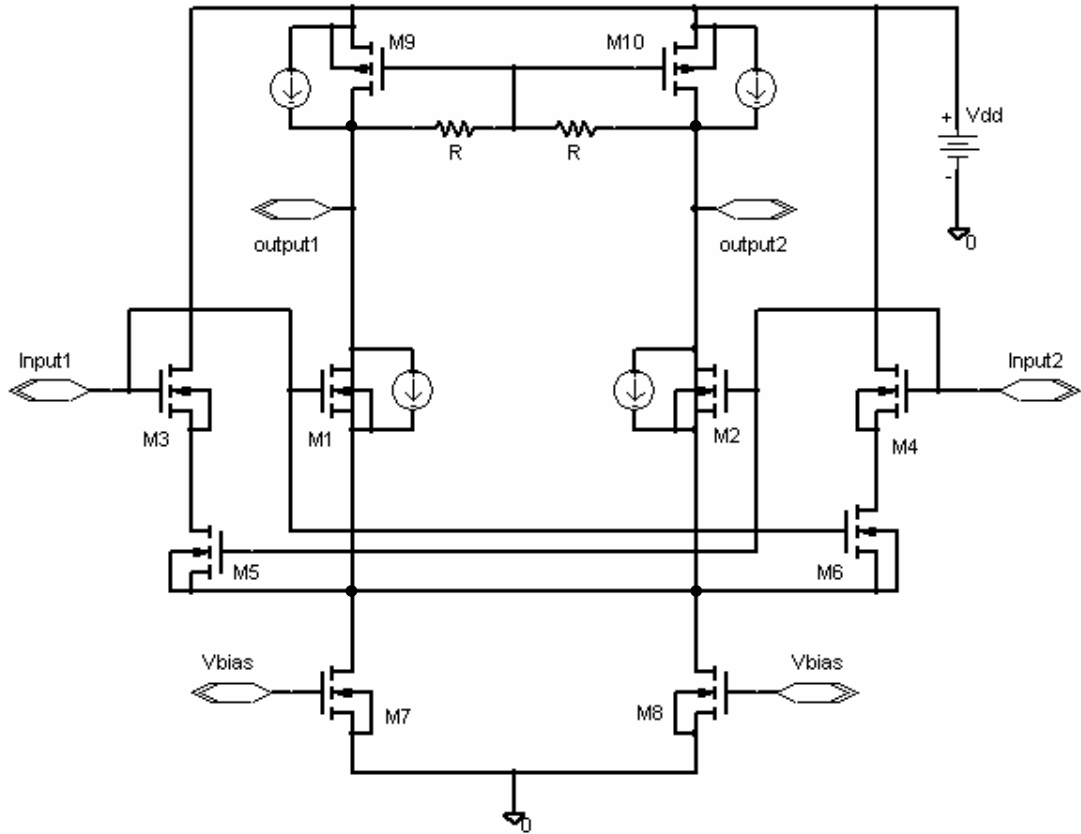 M9
M10
+
Vdd
-
0
R
R
output1
output2
Input1
Input2
M3
M1
M2
M4
M5
M6
Vbias
Vbias
M7
M8
0